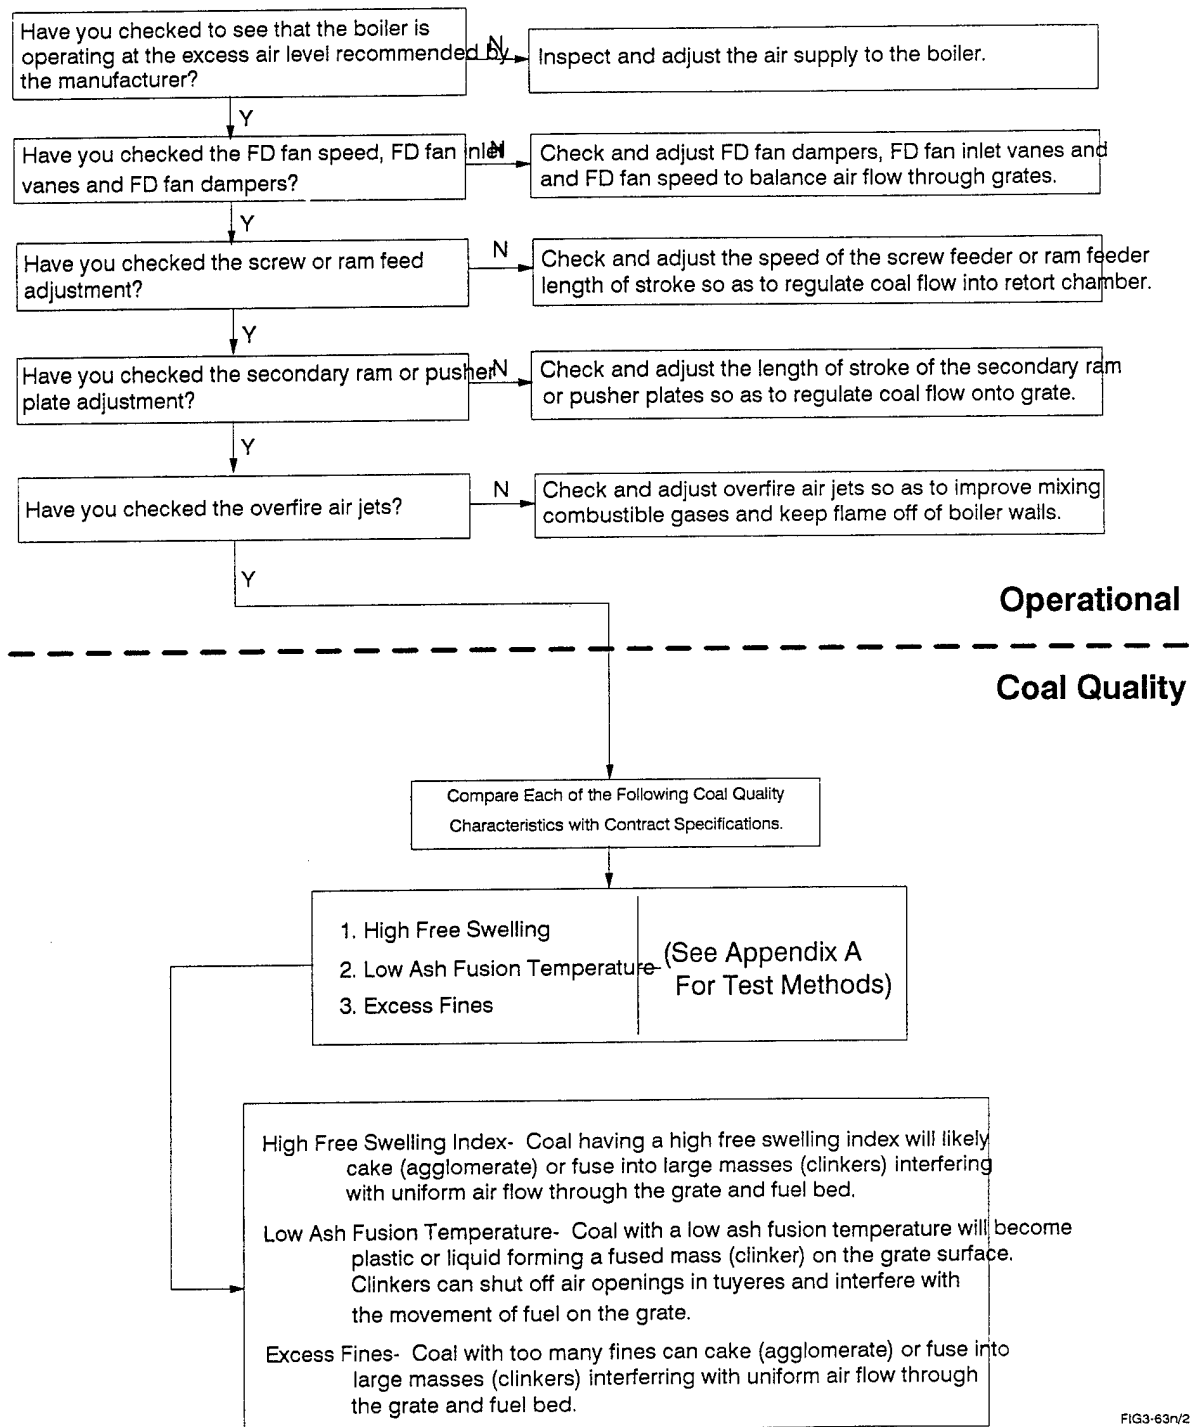 Have you checked to see that the boiler is
operating at the excess air level recommended by
the manufacturer?
N
Inspect and adjust the air supply to the boiler.
Y
Have you checked the FD fan speed, FD fan inlet
vanes and FD fan dampers?
N
Check and adjust FD fan dampers, FD fan inlet vanes and
and FD fan speed to balance air flow through grates.
Y
Have you checked the screw or ram feed
adjustment?
N
Check and adjust the speed of the screw feeder or ram feeder
length of stroke so as to regulate coal flow into retort chamber.
Y
Have you checked the secondary ram or pusher
plate adjustment?
N
Check and adjust the length of stroke of the secondary ram
or pusher plates so as to regulate coal flow onto grate.
Y
Have you checked the overfire air jets?
N
Check and adjust overfire air jets so as to improve mixing
combustible gases and keep flame off of boiler walls.
Y
Operational
Coal Quality
Compare Each of the Following Coal Quality
Characteristics with Contract Specifications.
1. High Free Swelling
2. Low Ash Fusion Temperature-
3. Excess Fines
(See Appendix A
For Test Methods)
High Free Swelling Index- Coal having a high free swelling index will likely
cake (agglomerate) or fuse into large masses (clinkers) interfering
with uniform air flow through the grate and fuel bed.
Low Ash Fusion Temperature- Coal with a low ash fusion temperature will become
plastic or liquid forming a fused mass (clinker) on the grate surface.
Clinkers can shut off air openings in tuyeres and interfere with
the movement of fuel on the grate.
Excess Fines- Coal with too many fines can cake (agglomerate) or fuse into
large masses (clinkers) interferring with uniform air flow through
the grate and fuel bed.
FIG3-63n/2